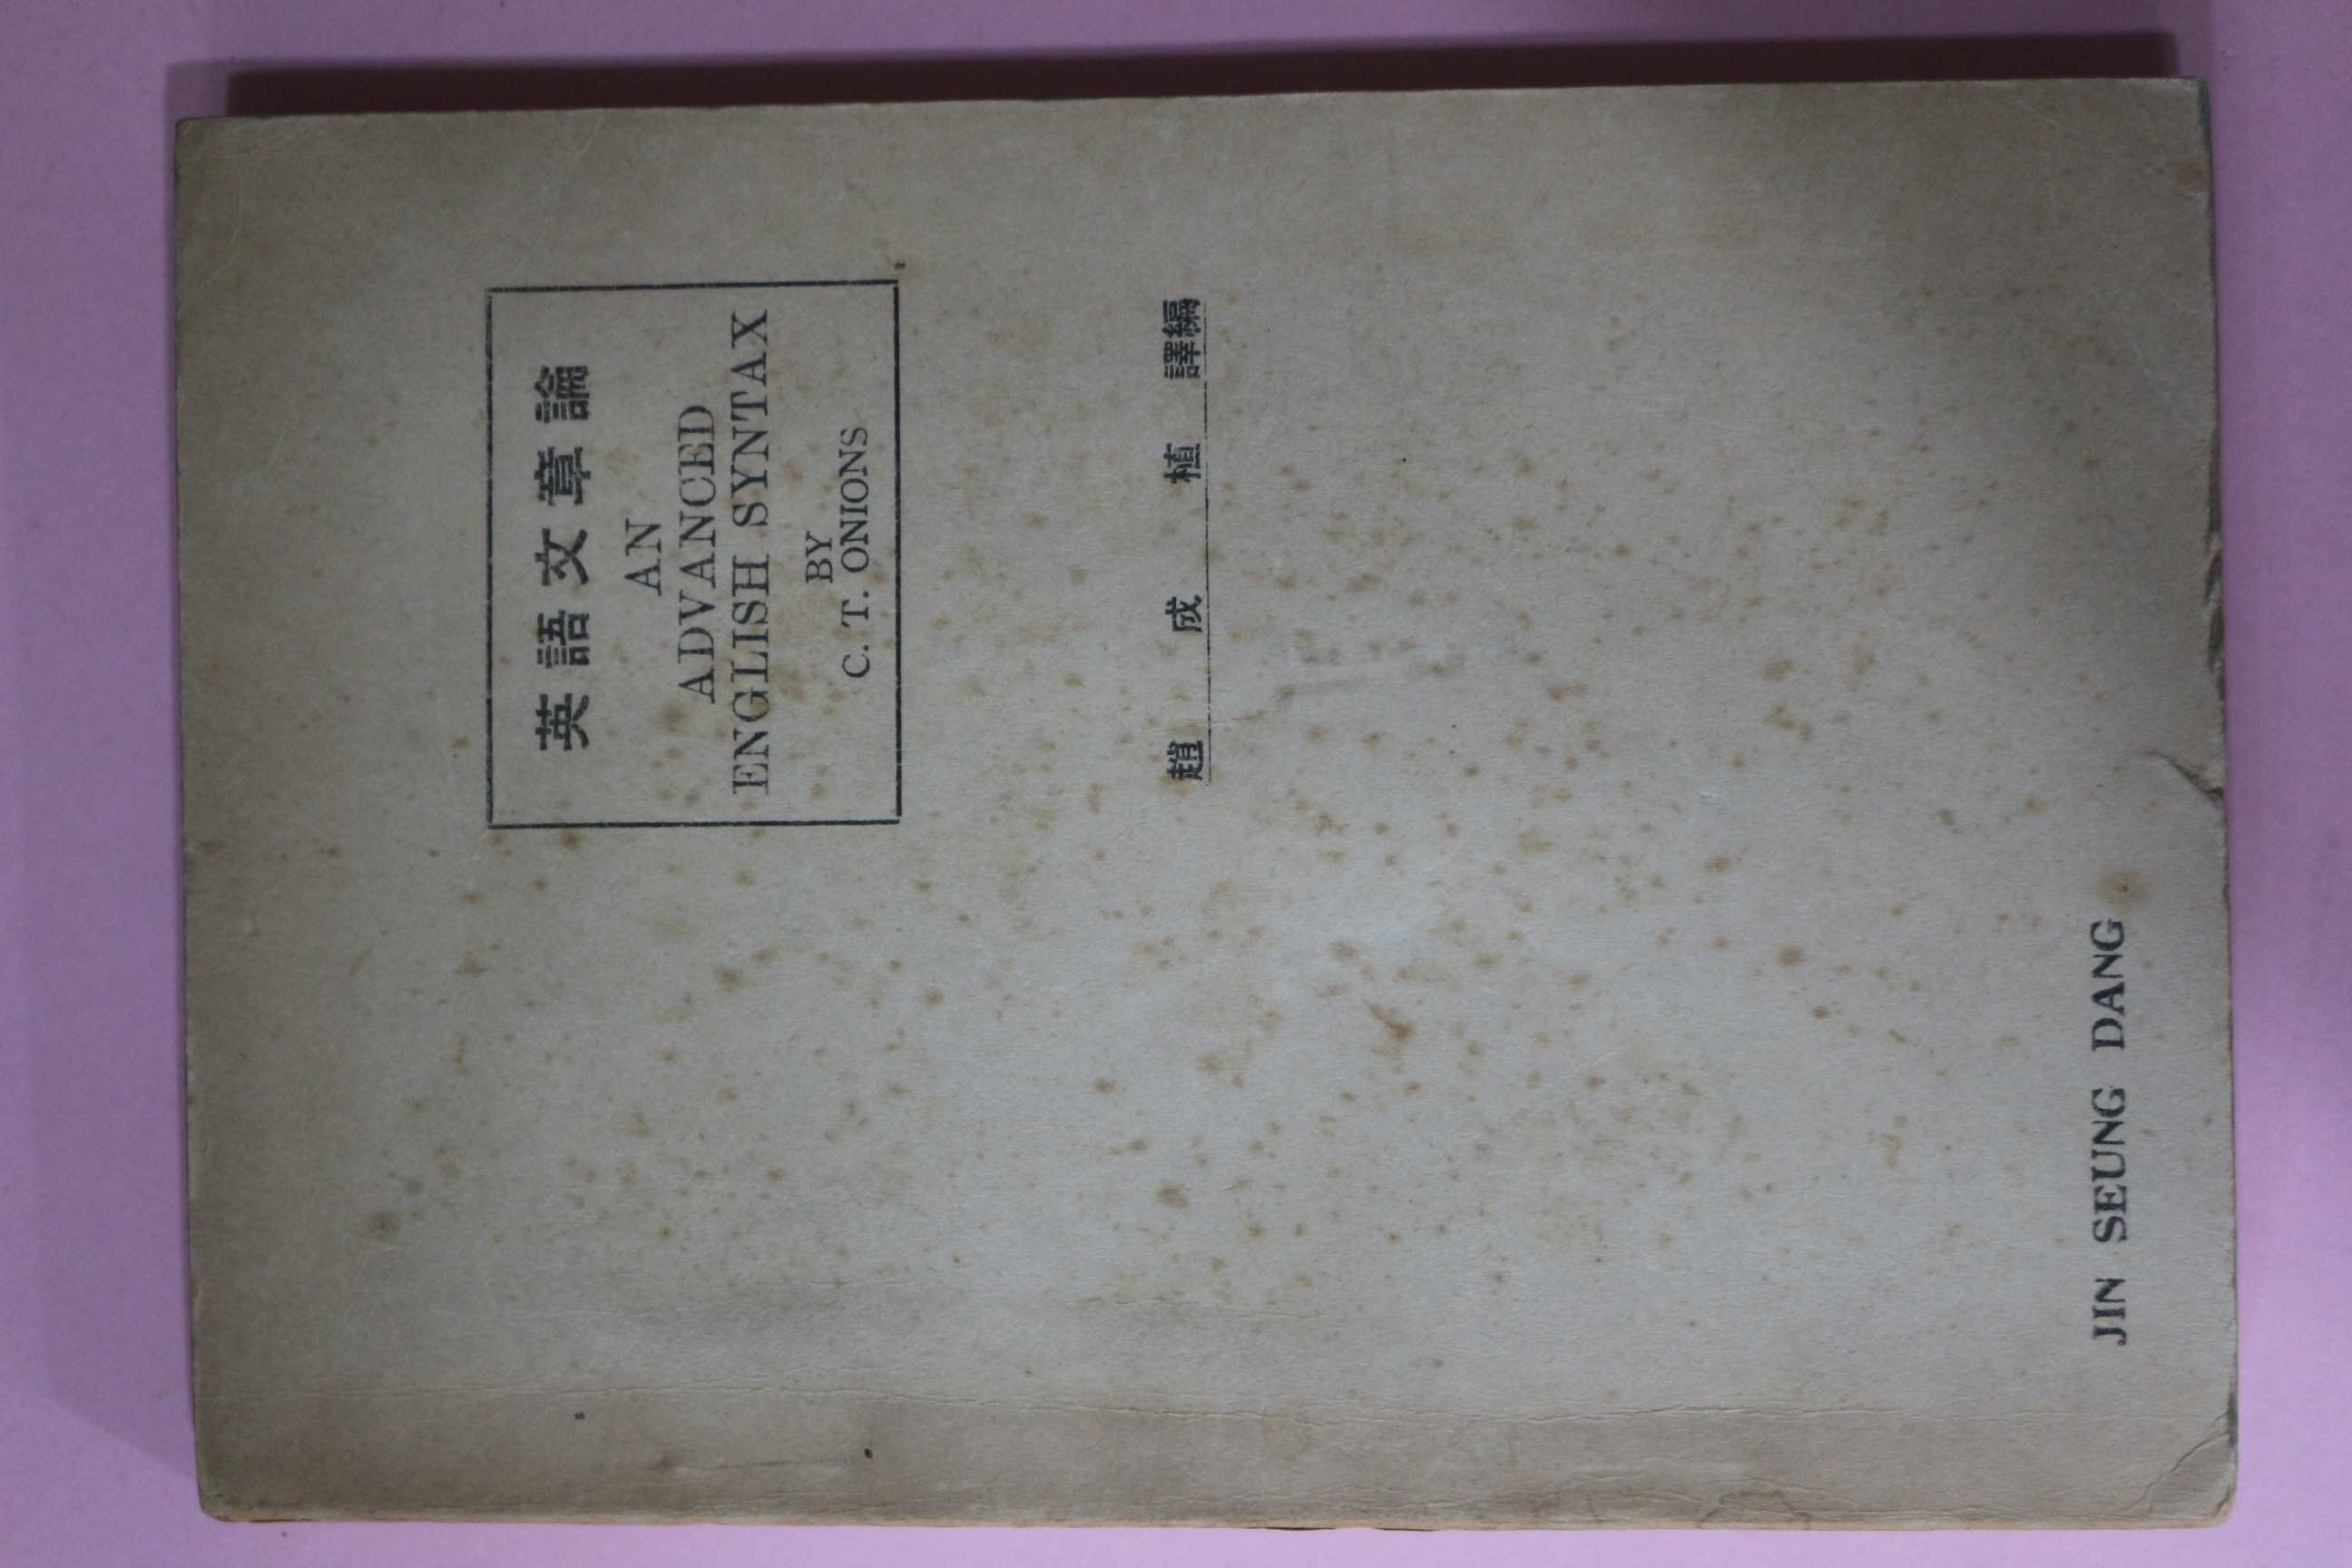 英語文章論
AN
ADVANCED
ENGLISH SYNTAX
BY
C. T. ONIONS
趙成植 譯編
JIN SEUNG DANG